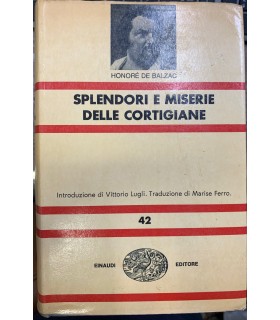 HONORÉ DE BALZAC
SPLENDORI E MISERIE
DELLE CORTIGIANE
Introduzione di Vittorio Lugli. Traduzione di Marise Ferro.
42
EINAUDI EDITORE